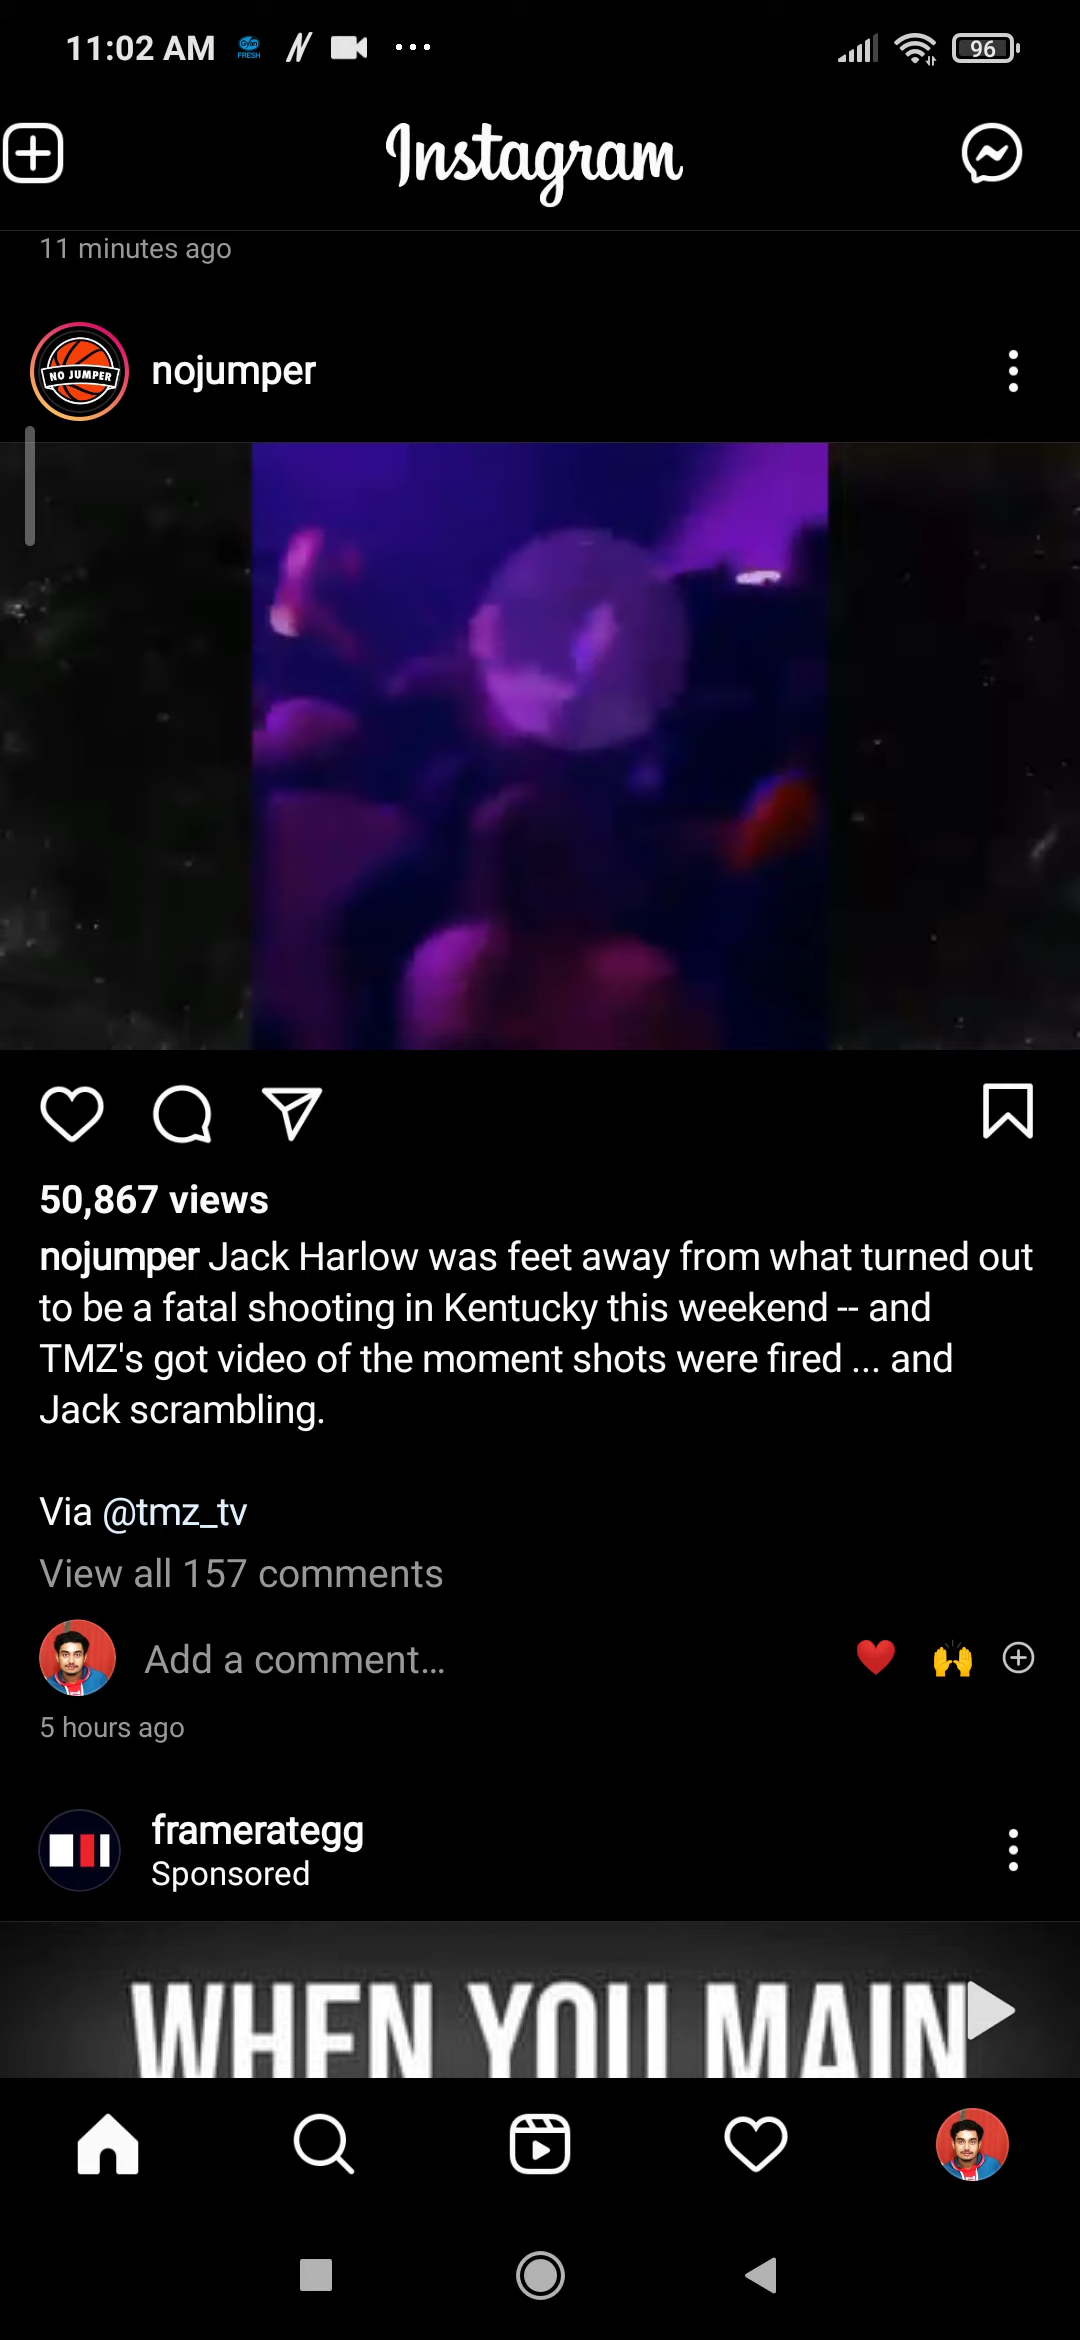 11:02 AM
FRESH
96
Instagram
11 minutes ago
NO JUMPER
nojumper
50,867 views
nojumper Jack Harlow was feet away from what turned out
to be a fatal shooting in Kentucky this weekend -- and
TMZ's got video of the moment shots were fired ... and
Jack scrambling.
Via @tmz_tv
View all 157 comments
Add a comment...
5 hours ago
framerategg
Sponsored
WHEN YOU MAIN